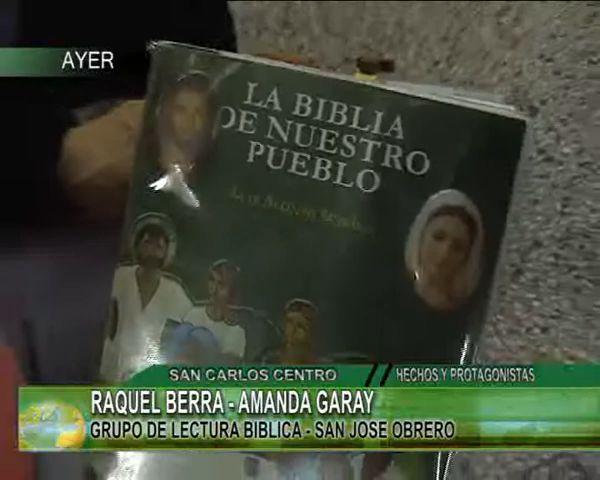 AYER
LA BIBLIA
DE NUESTRO
PUEBLO
SAN CARLOS CENTRO // HECHOS Y PROTAGONISTAS
RAQUEL BERRA - AMANDA GARAY
GRUPO DE LECTURA BIBLICA - SAN JOSE OBRERO